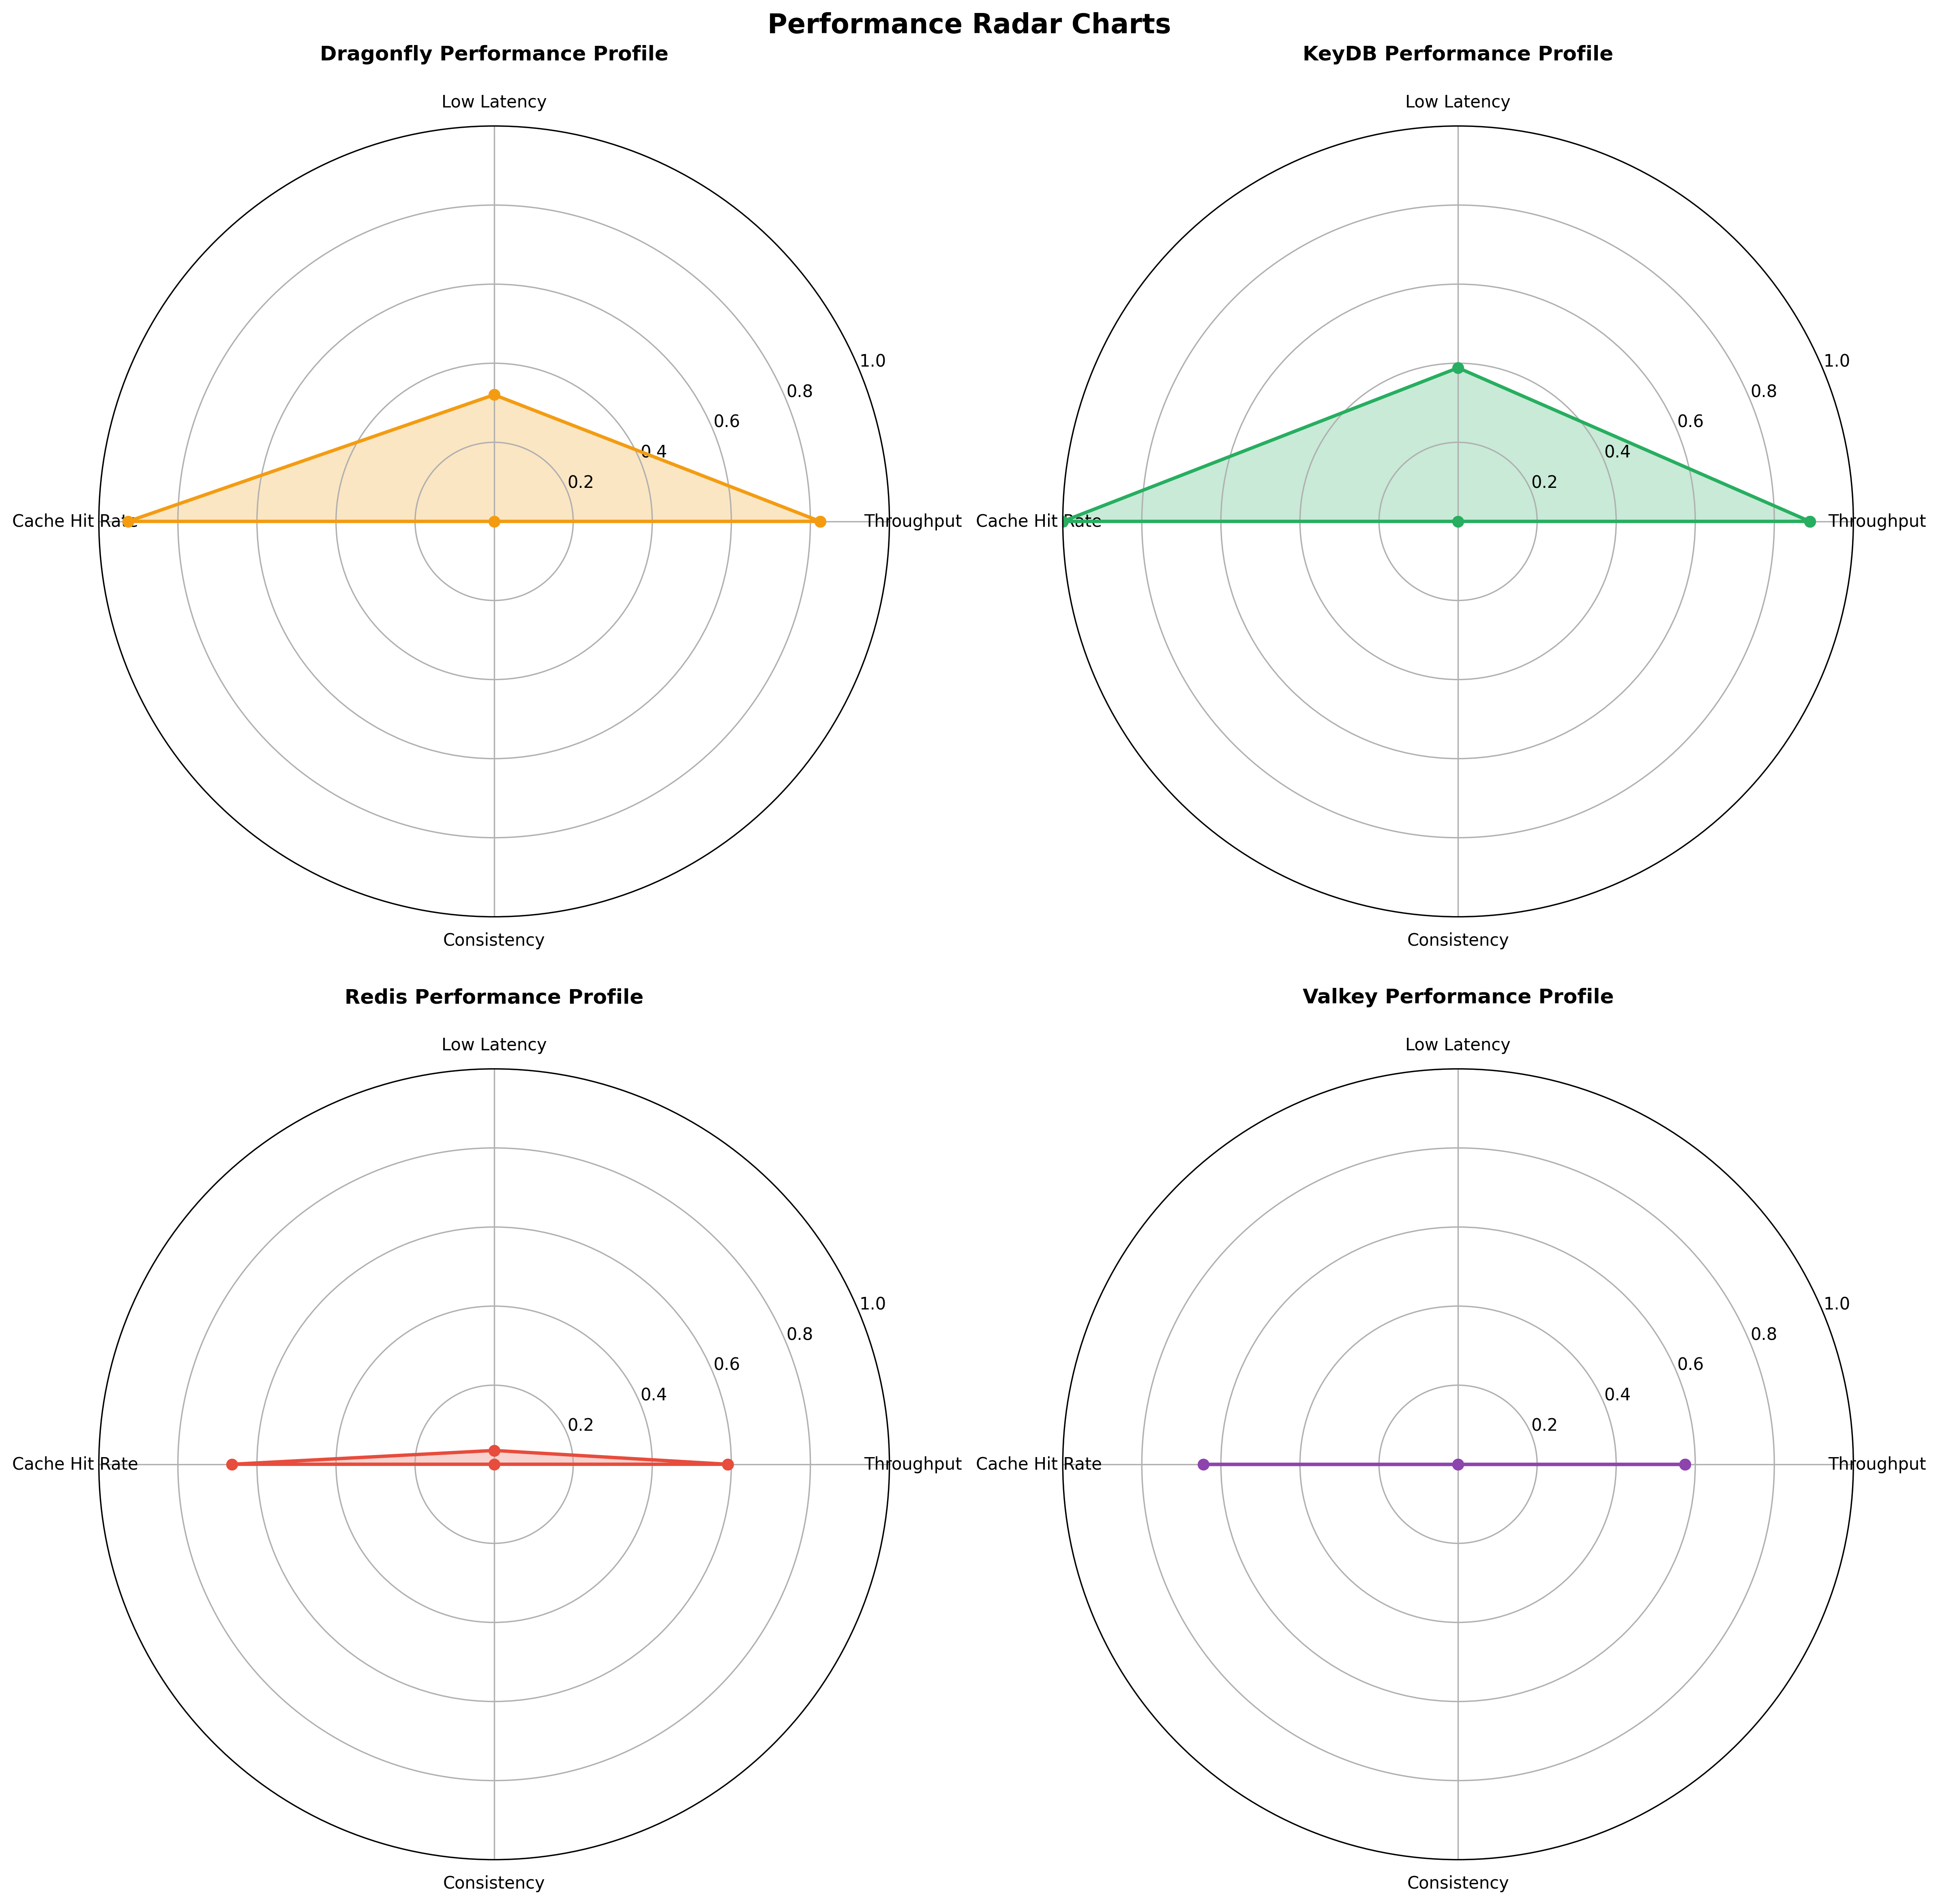 Performance Radar Charts
Dragonfly Performance Profile
Low Latency
1.0
0.8
0.6
0.4
0.2
Cache Hit Rate
Throughput
Consistency
KeyDB Performance Profile
Low Latency
1.0
0.8
0.6
0.4
0.2
Cache Hit Rate
Throughput
Consistency
Redis Performance Profile
Low Latency
1.0
0.8
0.6
0.4
0.2
Cache Hit Rate
Throughput
Consistency
Valkey Performance Profile
Low Latency
1.0
0.8
0.6
0.4
0.2
Cache Hit Rate
Throughput
Consistency